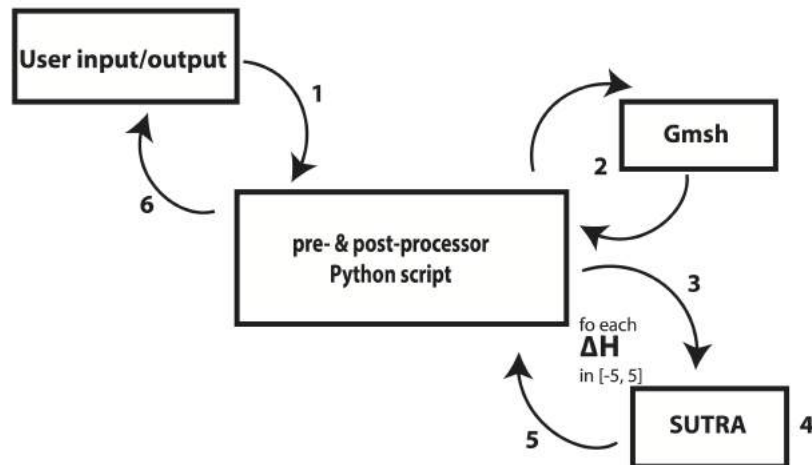 User input/output
1
Gmsh
2
6
pre- & post-processor
Python script
3
fo each
ΔH
in [-5, 5]
SUTRA
4
5